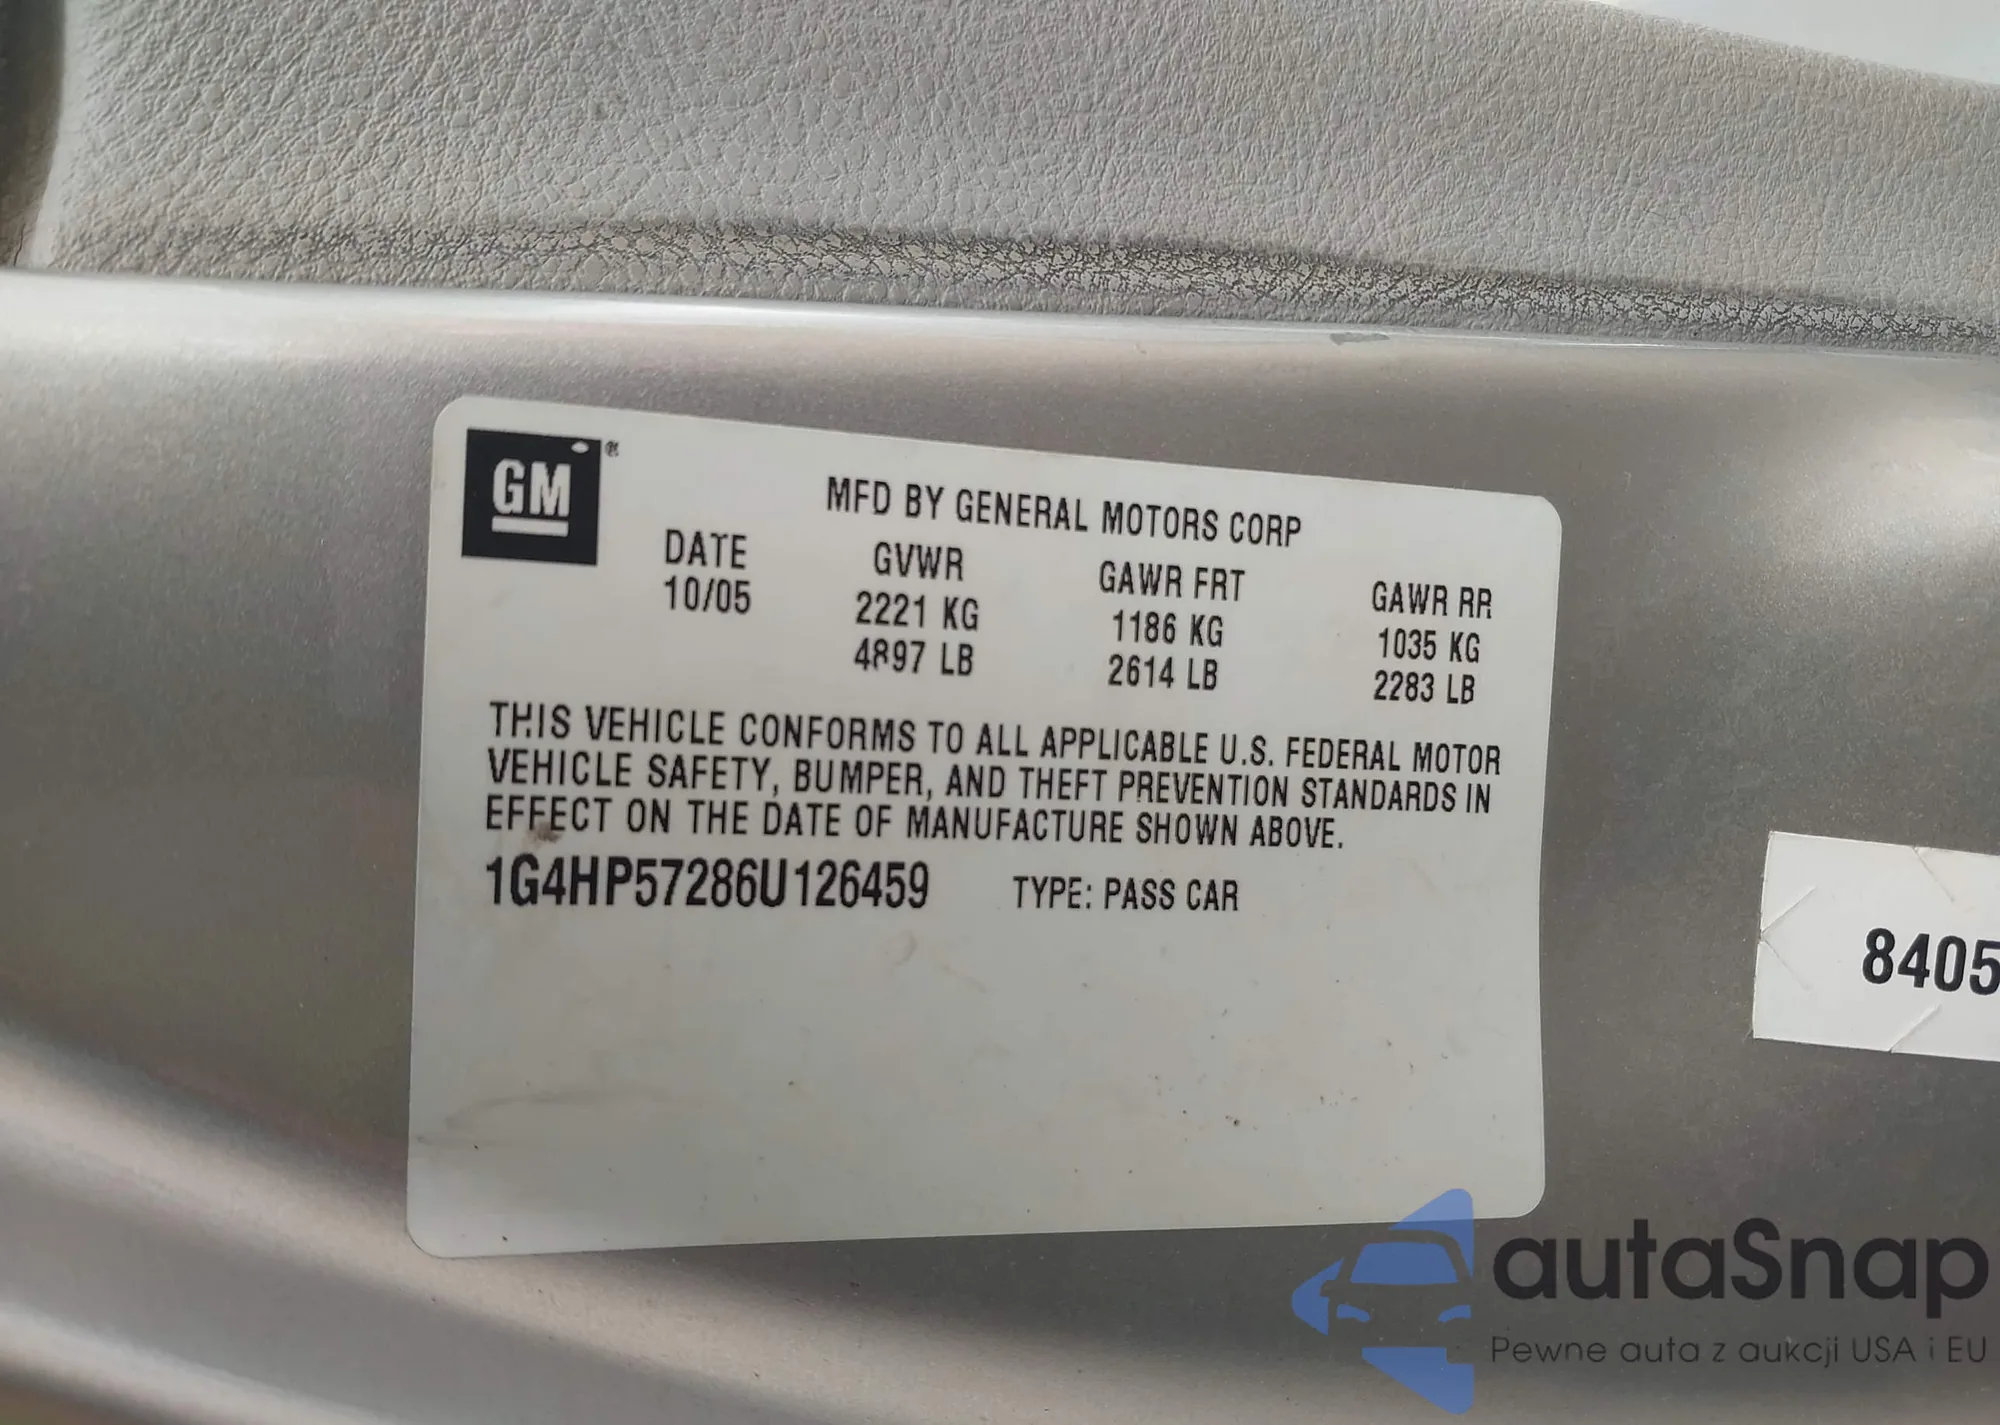 GM ®
MFD BY GENERAL MOTORS CORP
DATE GVWR GAWR FRT GAWR RR
10/05 2221 KG 1186 KG 1035 KG
4897 LB 2614 LB 2283 LB
THIS VEHICLE CONFORMS TO ALL APPLICABLE U.S. FEDERAL MOTOR
VEHICLE SAFETY, BUMPER, AND THEFT PREVENTION STANDARDS IN
EFFECT ON THE DATE OF MANUFACTURE SHOWN ABOVE.
1G4HP57286U126459 TYPE: PASS CAR
8405
autaSnap
Pewne auta z aukcji USA i EU